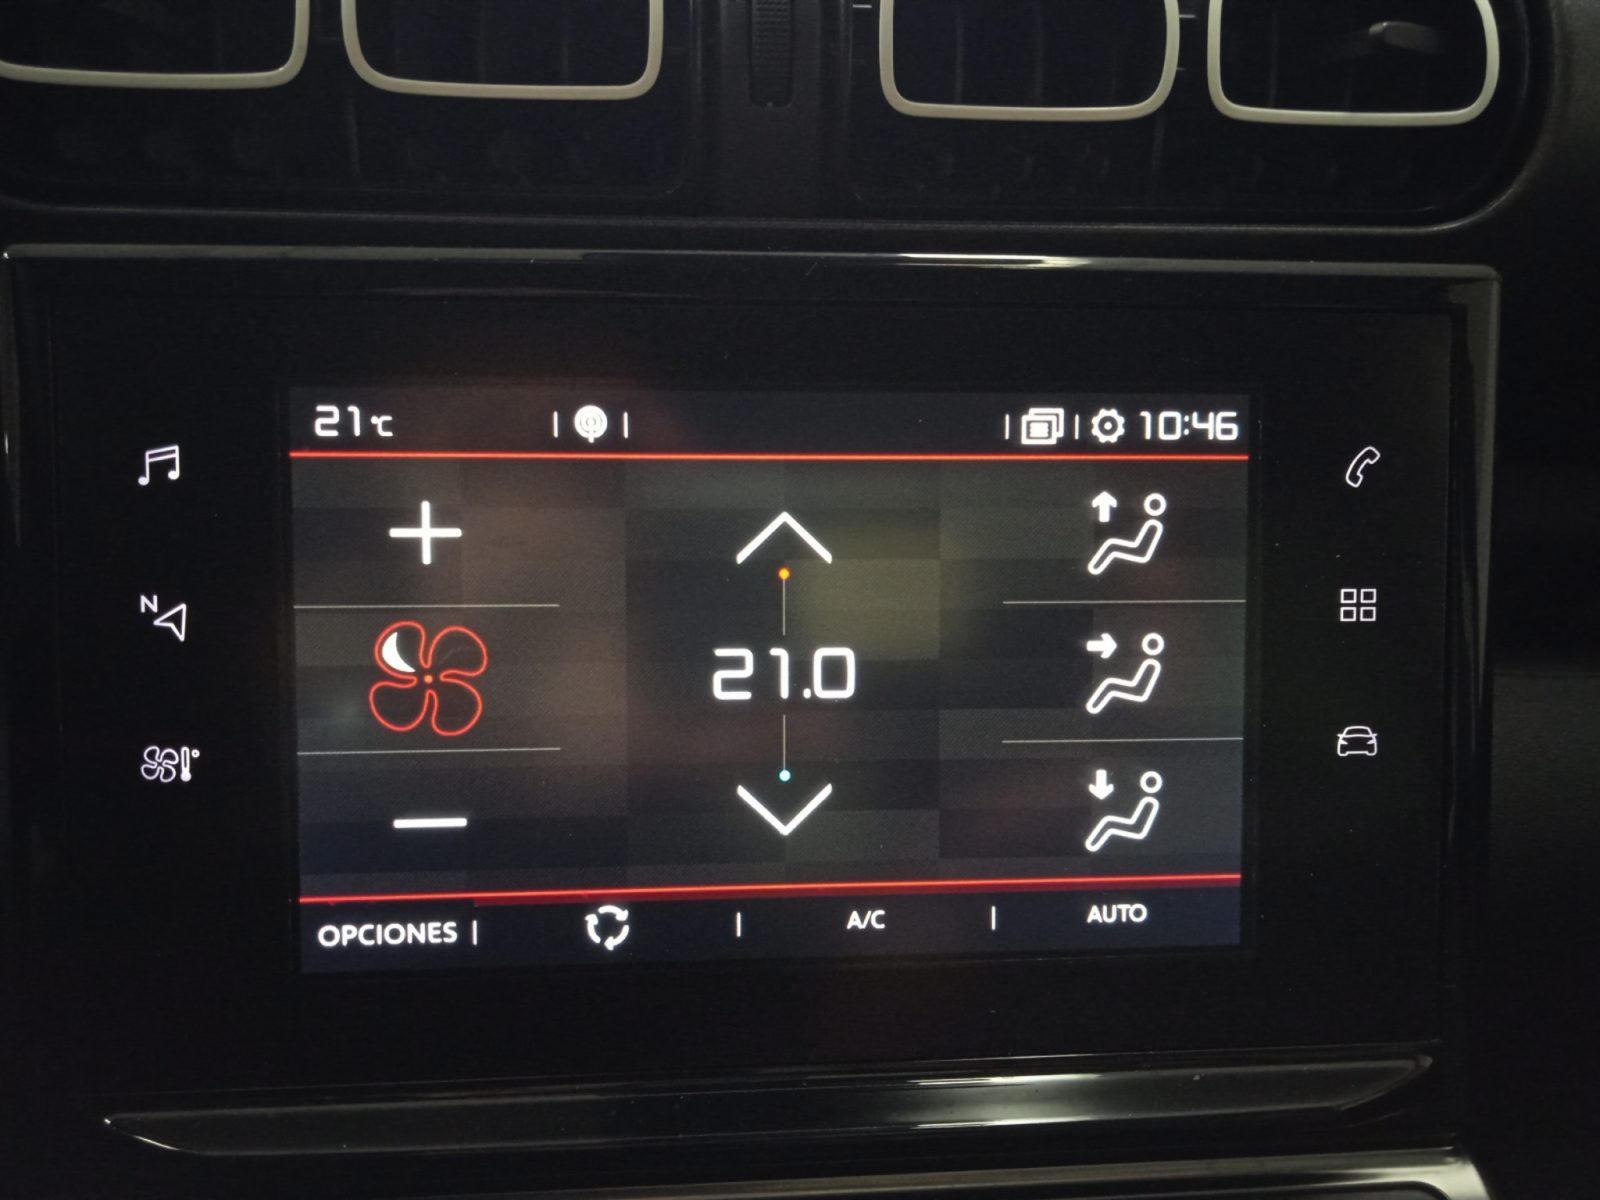 21°C 10:46
N
21.0
OPCIONES A/C AUTO